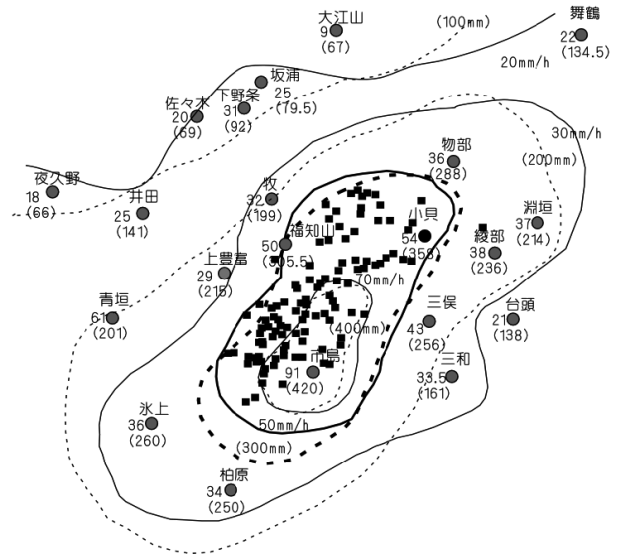 大江山
9
(67)
(100mm)
舞鶴
22
(134.5)
20mm/h
坂浦
25
(79.5)
下野条
31
(92)
佐々木
20
(59)
30mm/h
(200mm)
物部
36
(288)
夜久野
18
(66)
井田
25
(141)
牧
32
(199)
小貝
54
(358)
淵垣
37
(214)
福知山
50
(305.5)
綾部
38
(236)
上豊富
29
(215)
70mm/h
青垣
61
(201)
(400mm)
三俣
43
(256)
台頭
21
(138)
市島
91
(420)
三和
33.5
(161)
氷上
36
(260)
50mm/h
(300mm)
柏原
34
(250)